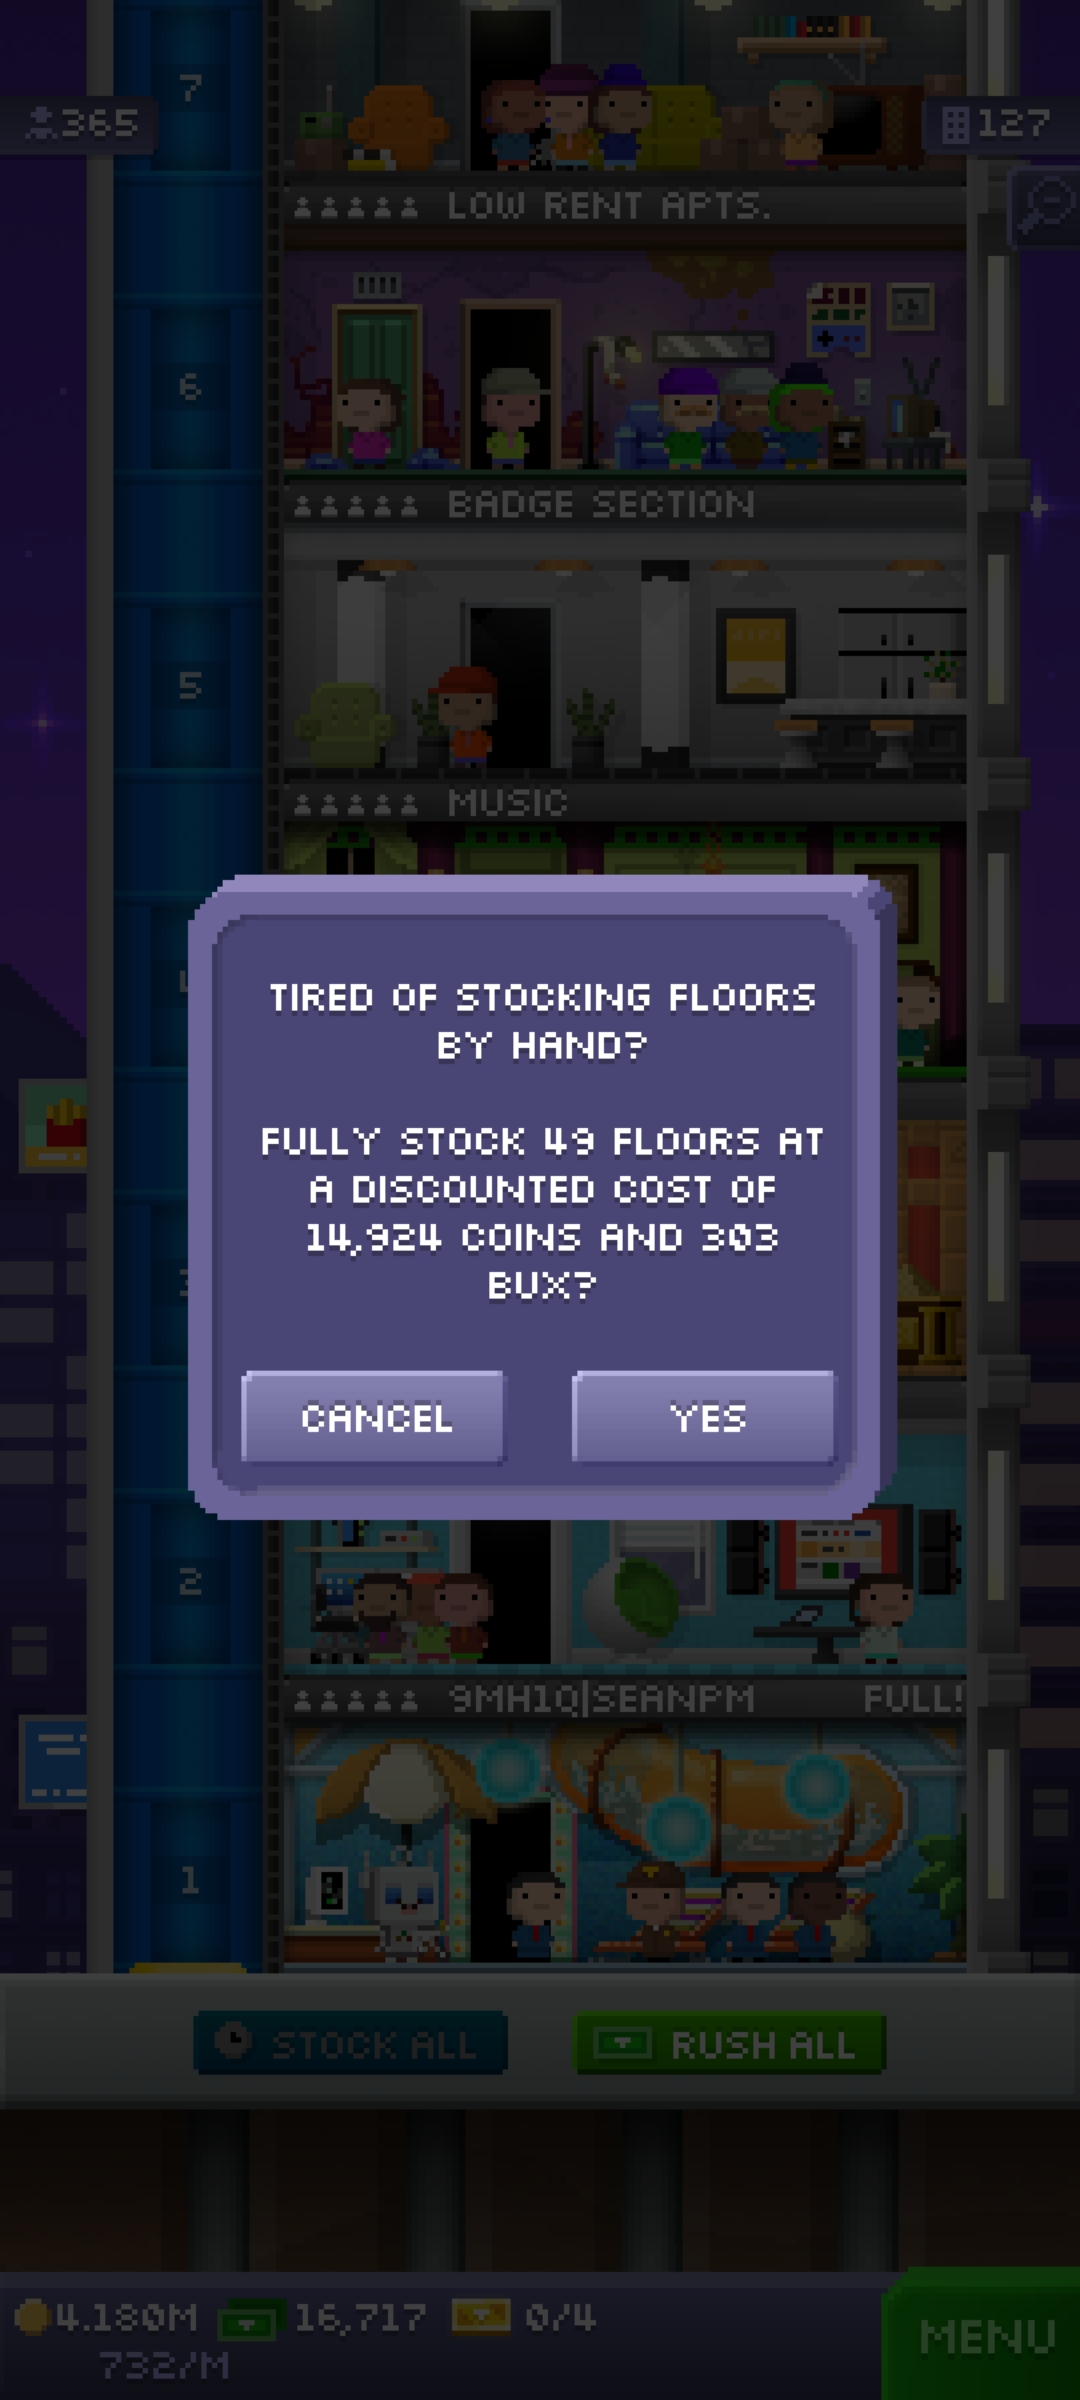 7
365
127
LOW RENT APTS.
6
BADGE SECTION
5
MUSIC
TIRED OF STOCKING FLOORS
BY HAND?
FULLY STOCK 49 FLOORS AT
A DISCOUNTED COST OF
14,924 COINS AND 303
BUX?
CANCEL YES
2
9MH1Q|SEANPM FULL!
1
STOCK ALL RUSH ALL
4.180M 16,717 0/4
732/M
MENU